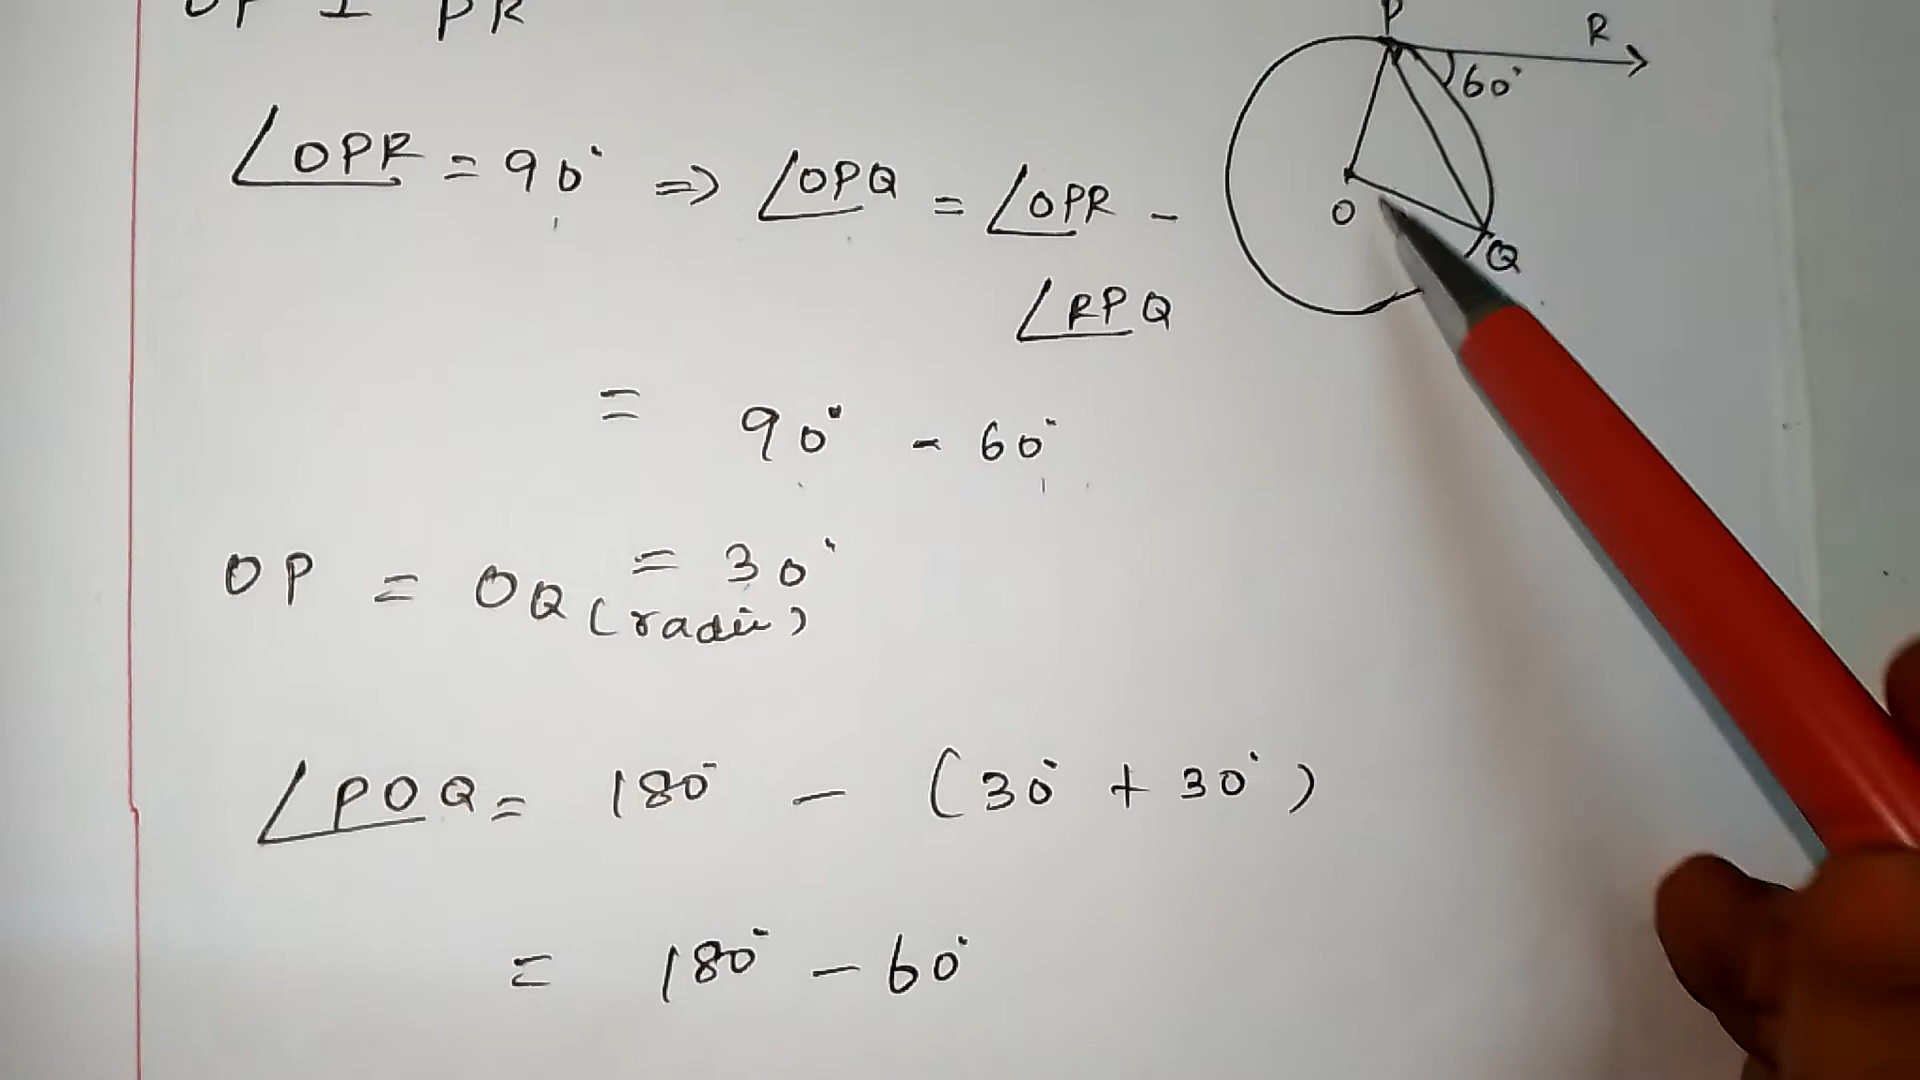 OP ⊥ PR
∠OPR = 90° => ∠OPQ = ∠OPR -
∠RPQ
= 90° - 60°
= 30°
OP = OQ (radii)
∠POQ = 180° - (30° + 30°)
= 180° - 60°
P
R
60°
O
Q